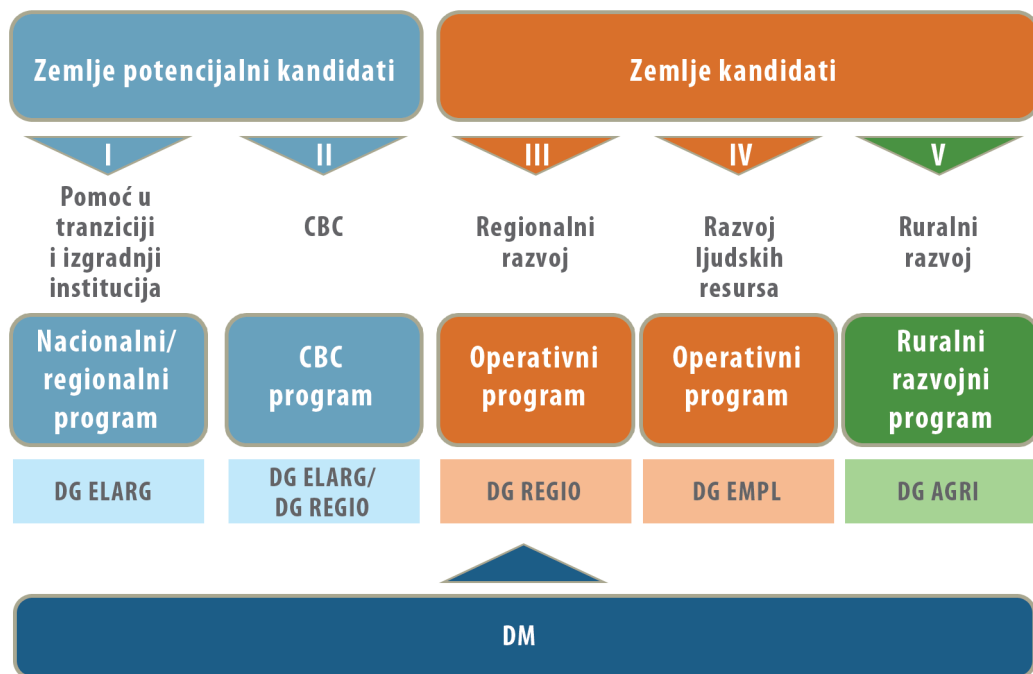 Zemlje potencijalni kandidati
Zemlje kandidati
I
II
III
IV
V
Pomoć u
tranziciji
i izgradnji
institucija
CBC
Regionalni
razvoj
Razvoj
ljudskih
resursa
Ruralni
razvoj
Nacionalni/
regionalni
program
CBC
program
Operativni
program
Operativni
program
Ruralni
razvojni
program
DG ELARG
DG ELARG/
DG REGIO
DG REGIO
DG EMPL
DG AGRI
DM